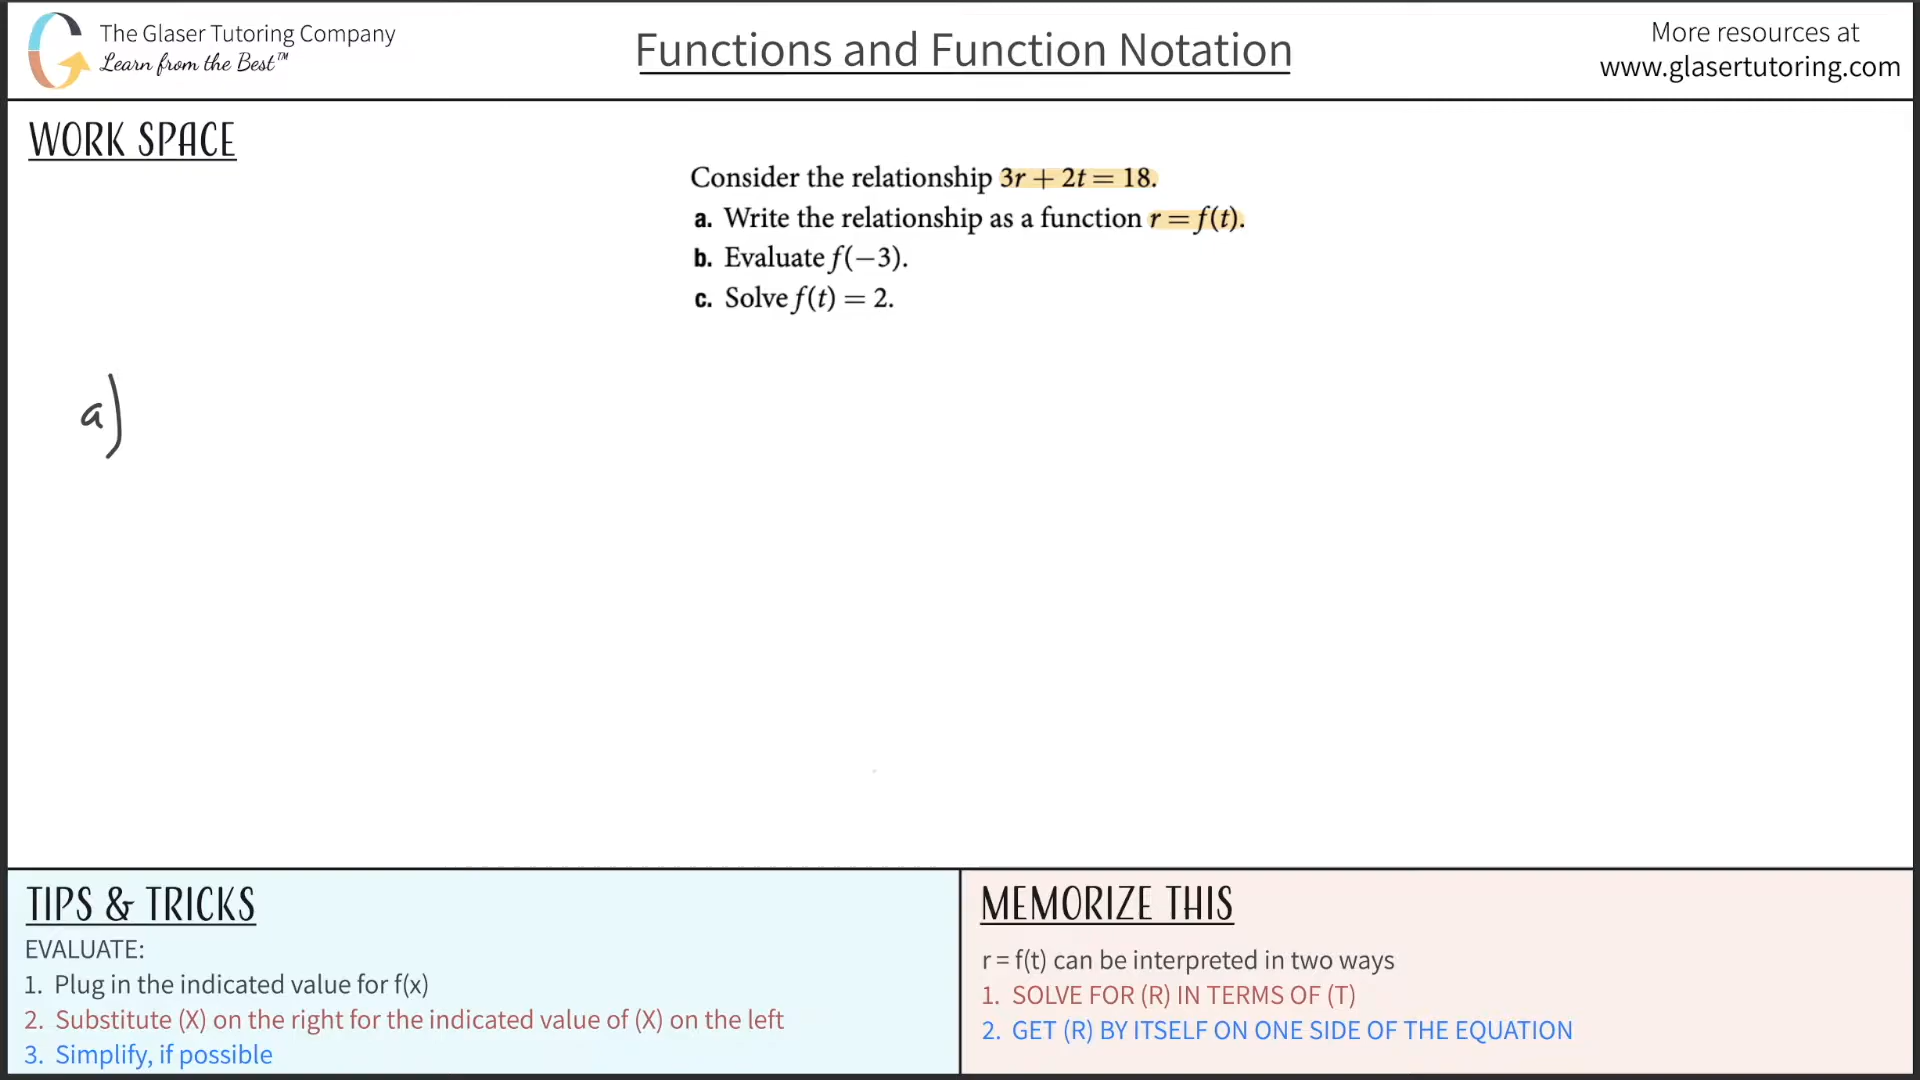 The Glaser Tutoring Company
Learn from the Best™
Functions and Function Notation
More resources at
www.glasertutoring.com
WORK SPACE
Consider the relationship 3r + 2t = 18.
a. Write the relationship as a function r = f(t).
b. Evaluate f(−3).
c. Solve f(t) = 2.
a)
TIPS & TRICKS
EVALUATE:
1. Plug in the indicated value for f(x)
2. Substitute (X) on the right for the indicated value of (X) on the left
3. Simplify, if possible
MEMORIZE THIS
r = f(t) can be interpreted in two ways
1. SOLVE FOR (R) IN TERMS OF (T)
2. GET (R) BY ITSELF ON ONE SIDE OF THE EQUATION